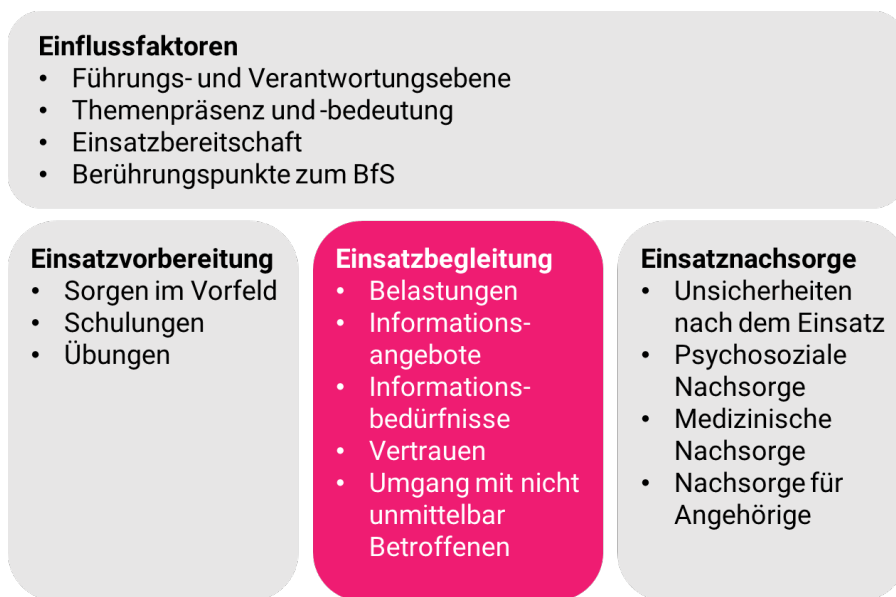 Einflussfaktoren
• Führungs- und Verantwortungsebene
• Themenpräsenz und -bedeutung
• Einsatzbereitschaft
• Berührungspunkte zum BfS
Einsatzvorbereitung
• Sorgen im Vorfeld
• Schulungen
• Übungen
Einsatzbegleitung
• Belastungen
• Informations-
angebote
• Informations-
bedürfnisse
• Vertrauen
• Umgang mit nicht
unmittelbar
Betroffenen
Einsatznachsorge
• Unsicherheiten
nach dem Einsatz
• Psychosoziale
Nachsorge
• Medizinische
Nachsorge
• Nachsorge für
Angehörige